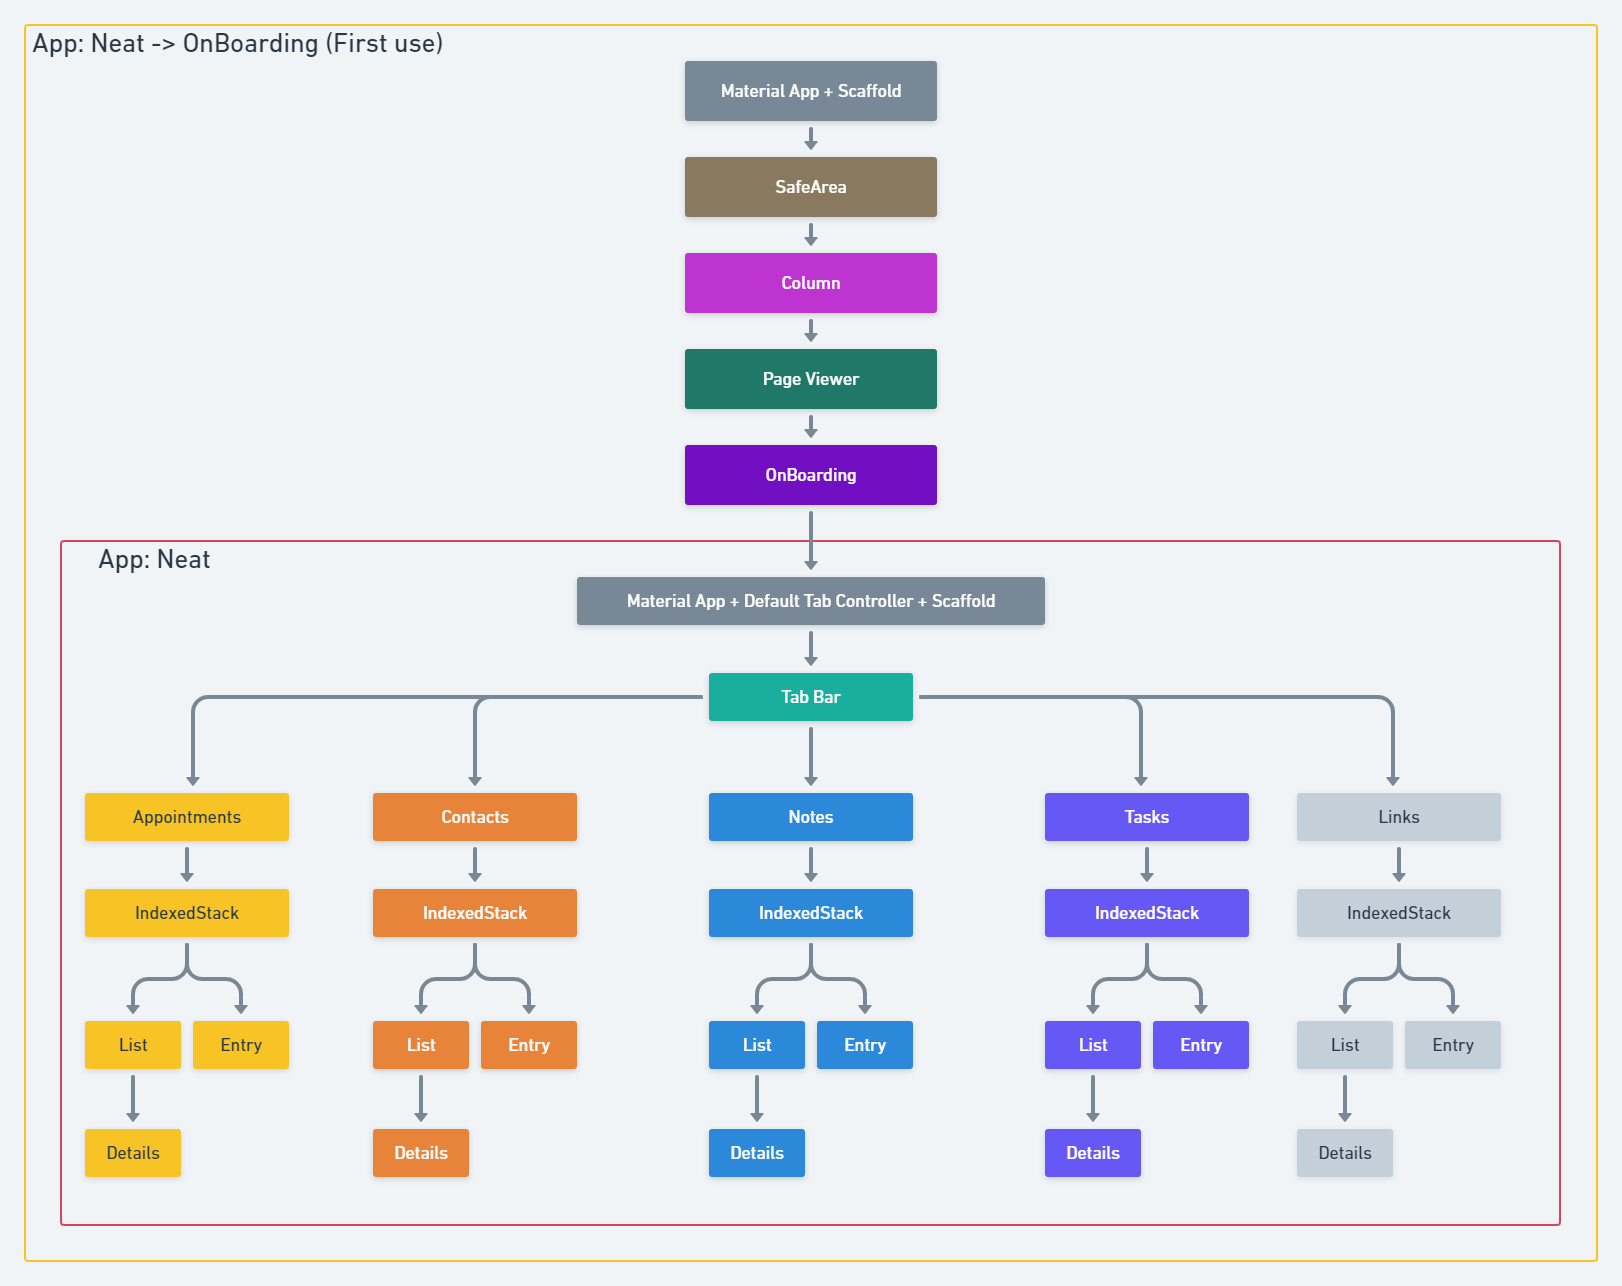 App: Neat -> OnBoarding (First use)
Material App + Scaffold
SafeArea
Column
Page Viewer
OnBoarding
App: Neat
Material App + Default Tab Controller + Scaffold
Tab Bar
Appointments
Contacts
Notes
Tasks
Links
IndexedStack
IndexedStack
IndexedStack
IndexedStack
IndexedStack
List
Entry
List
Entry
List
Entry
List
Entry
List
Entry
Details
Details
Details
Details
Details